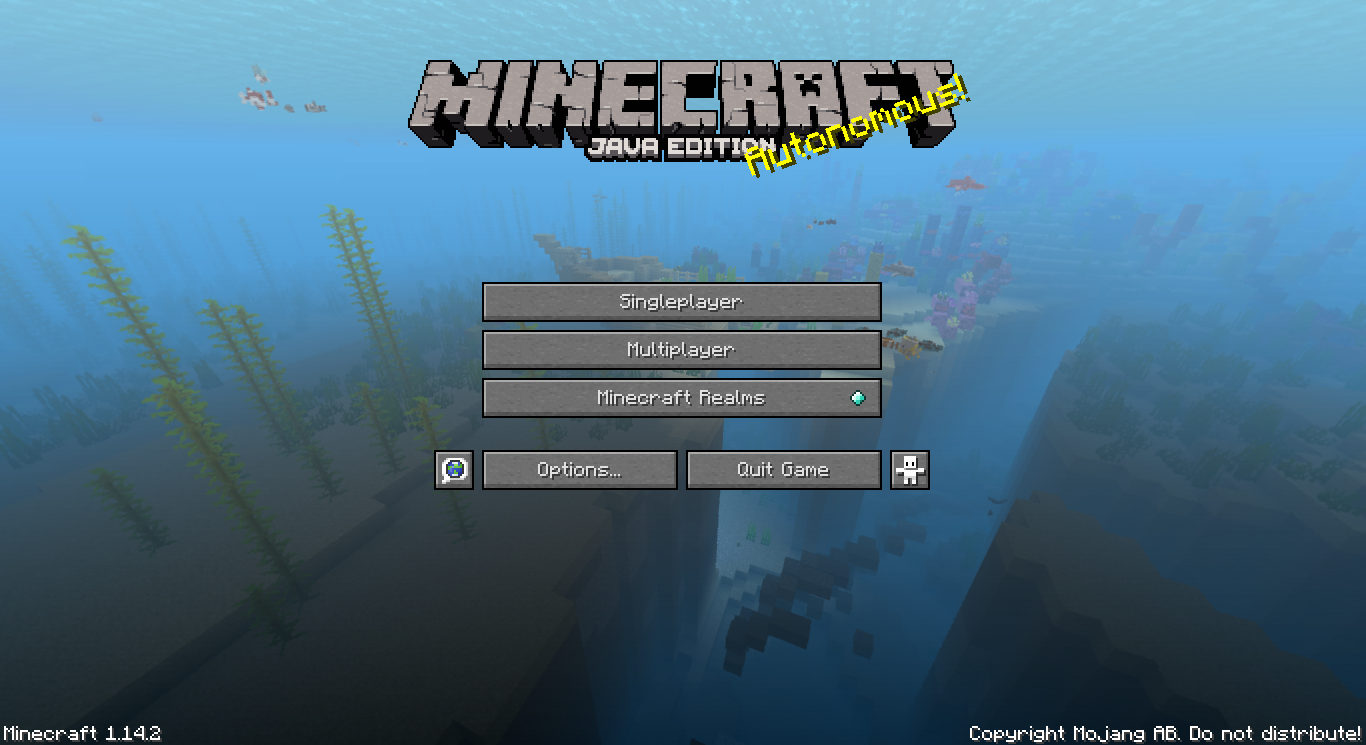 MINECRAFT
JAVA EDITION
Autonomous!
Singleplayer
Multiplayer
Minecraft Realms
Options...
Quit Game
Minecraft 1.14.2
Copyright Mojang AB. Do not distribute!